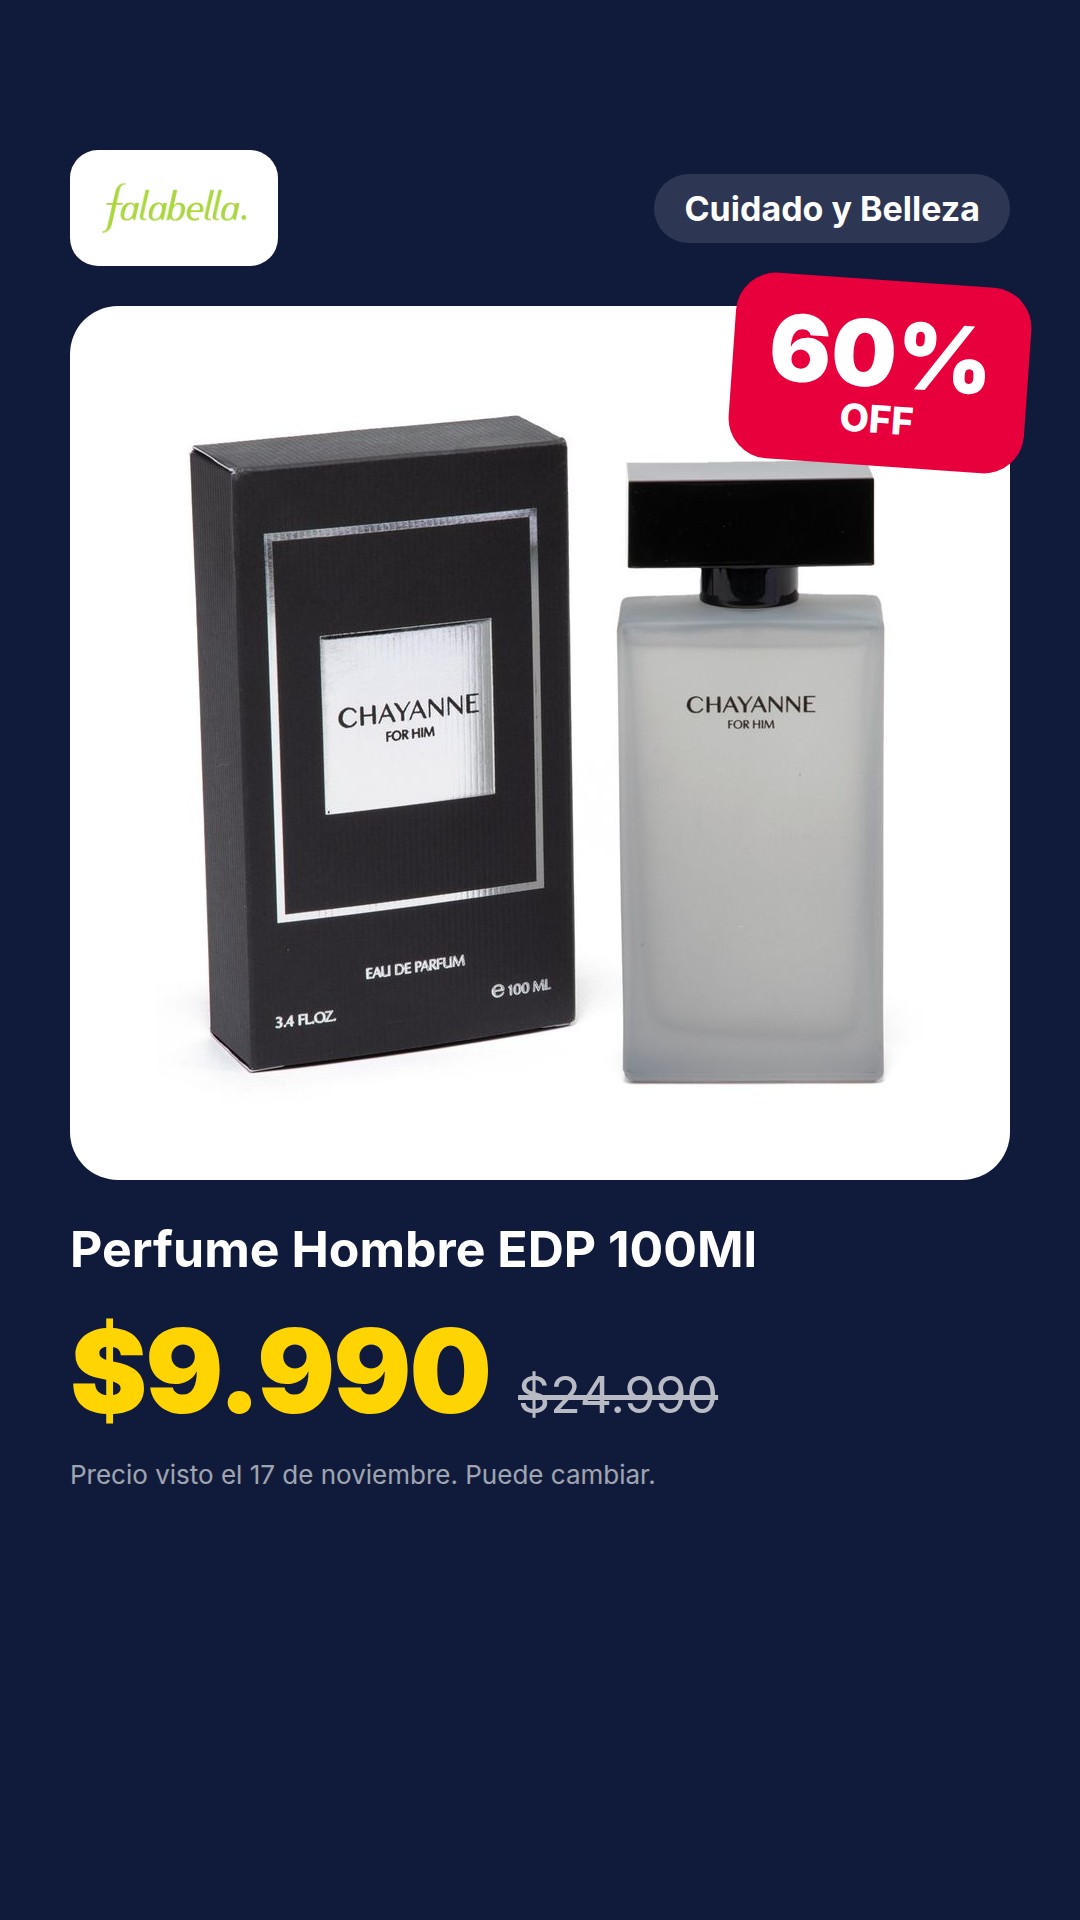 falabella.
Cuidado y Belleza
60%
OFF
CHAYANNE
FOR HIM
EAU DE PARFUM
3.4 FL.OZ.
e 100 ML
CHAYANNE
FOR HIM
Perfume Hombre EDP 100Ml
$9.990 $24.990
Precio visto el 17 de noviembre. Puede cambiar.